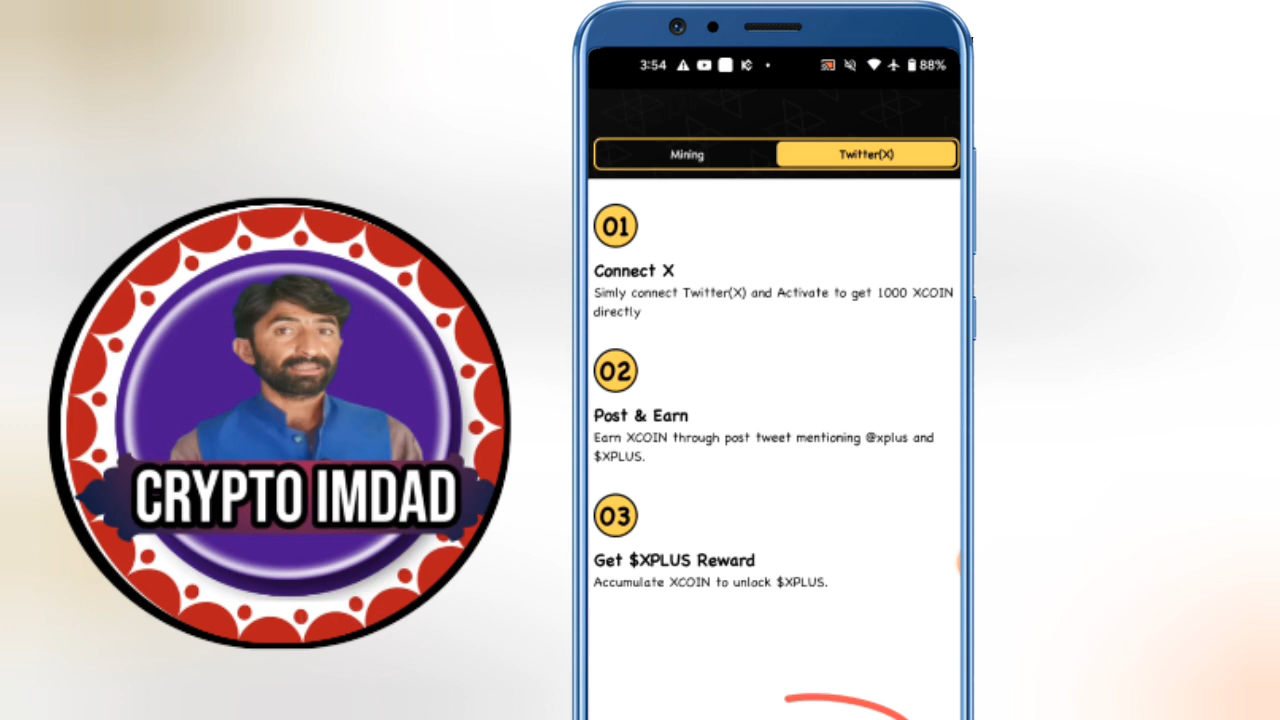 CRYPTO IMDAD
3:54
88%
Mining
Twitter(X)
01
Connect X
Simly connect Twitter(X) and Activate to get 1000 XCOIN
directly
02
Post & Earn
Earn XCOIN through post tweet mentioning @xplus and
$XPLUS.
03
Get $XPLUS Reward
Accumulate XCOIN to unlock $XPLUS.